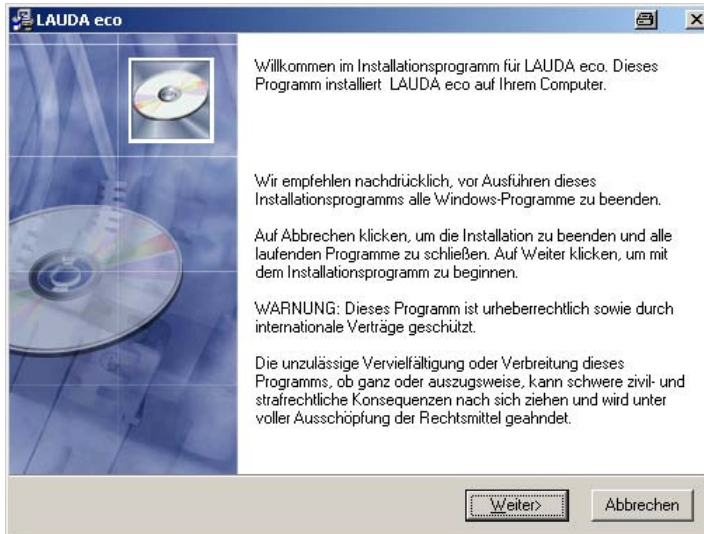 LAUDA eco
Willkommen im Installationsprogramm für LAUDA eco. Dieses
Programm installiert LAUDA eco auf Ihrem Computer.
Wir empfehlen nachdrücklich, vor Ausführen dieses
Installationsprogramms alle Windows-Programme zu beenden.
Auf Abbrechen klicken, um die Installation zu beenden und alle
laufenden Programme zu schließen. Auf Weiter klicken, um mit
dem Installationsprogramm zu beginnen.
WARNUNG: Dieses Programm ist urheberrechtlich sowie durch
internationale Verträge geschützt.
Die unzulässige Vervielfältigung oder Verbreitung dieses
Programms, ob ganz oder auszugsweise, kann schwere zivil- und
strafrechtliche Konsequenzen nach sich ziehen und wird unter
voller Ausschöpfung der Rechtsmittel geahndet.
Weiter> Abbrechen